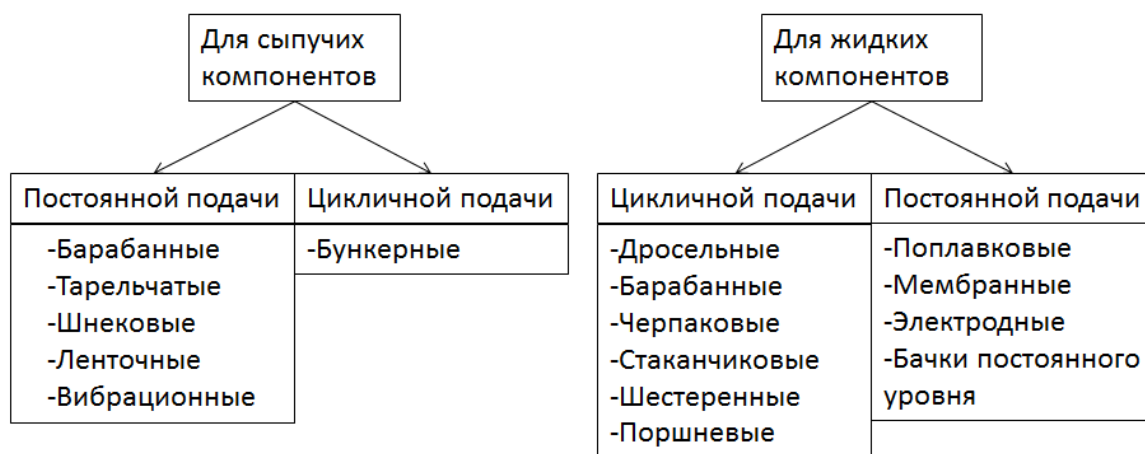 Для сыпучих
компонентов
Постоянной подачи
-Барабанные
-Тарельчатые
-Шнековые
-Ленточные
-Вибрационные
Цикличной подачи
-Бункерные
Для жидких
компонентов
Цикличной подачи
-Дросельные
-Барабанные
-Черпаковые
-Стаканчиковые
-Шестеренные
-Поршневые
Постоянной подачи
-Поплавковые
-Мембранные
-Электродные
-Бачки постоянного
уровня